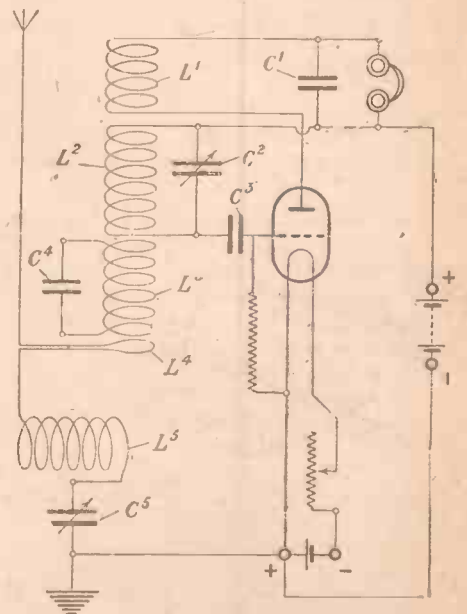 L¹
C¹
L²
C²
C³
C⁴
+
-
L⁴
L⁵
C⁵
+
-